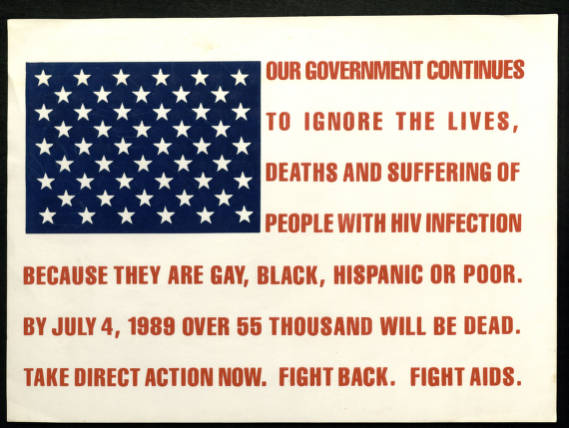 OUR GOVERNMENT CONTINUES
TO IGNORE THE LIVES,
DEATHS AND SUFFERING OF
PEOPLE WITH HIV INFECTION
BECAUSE THEY ARE GAY, BLACK, HISPANIC OR POOR.
BY JULY 4, 1989 OVER 55 THOUSAND WILL BE DEAD.
TAKE DIRECT ACTION NOW. FIGHT BACK. FIGHT AIDS.